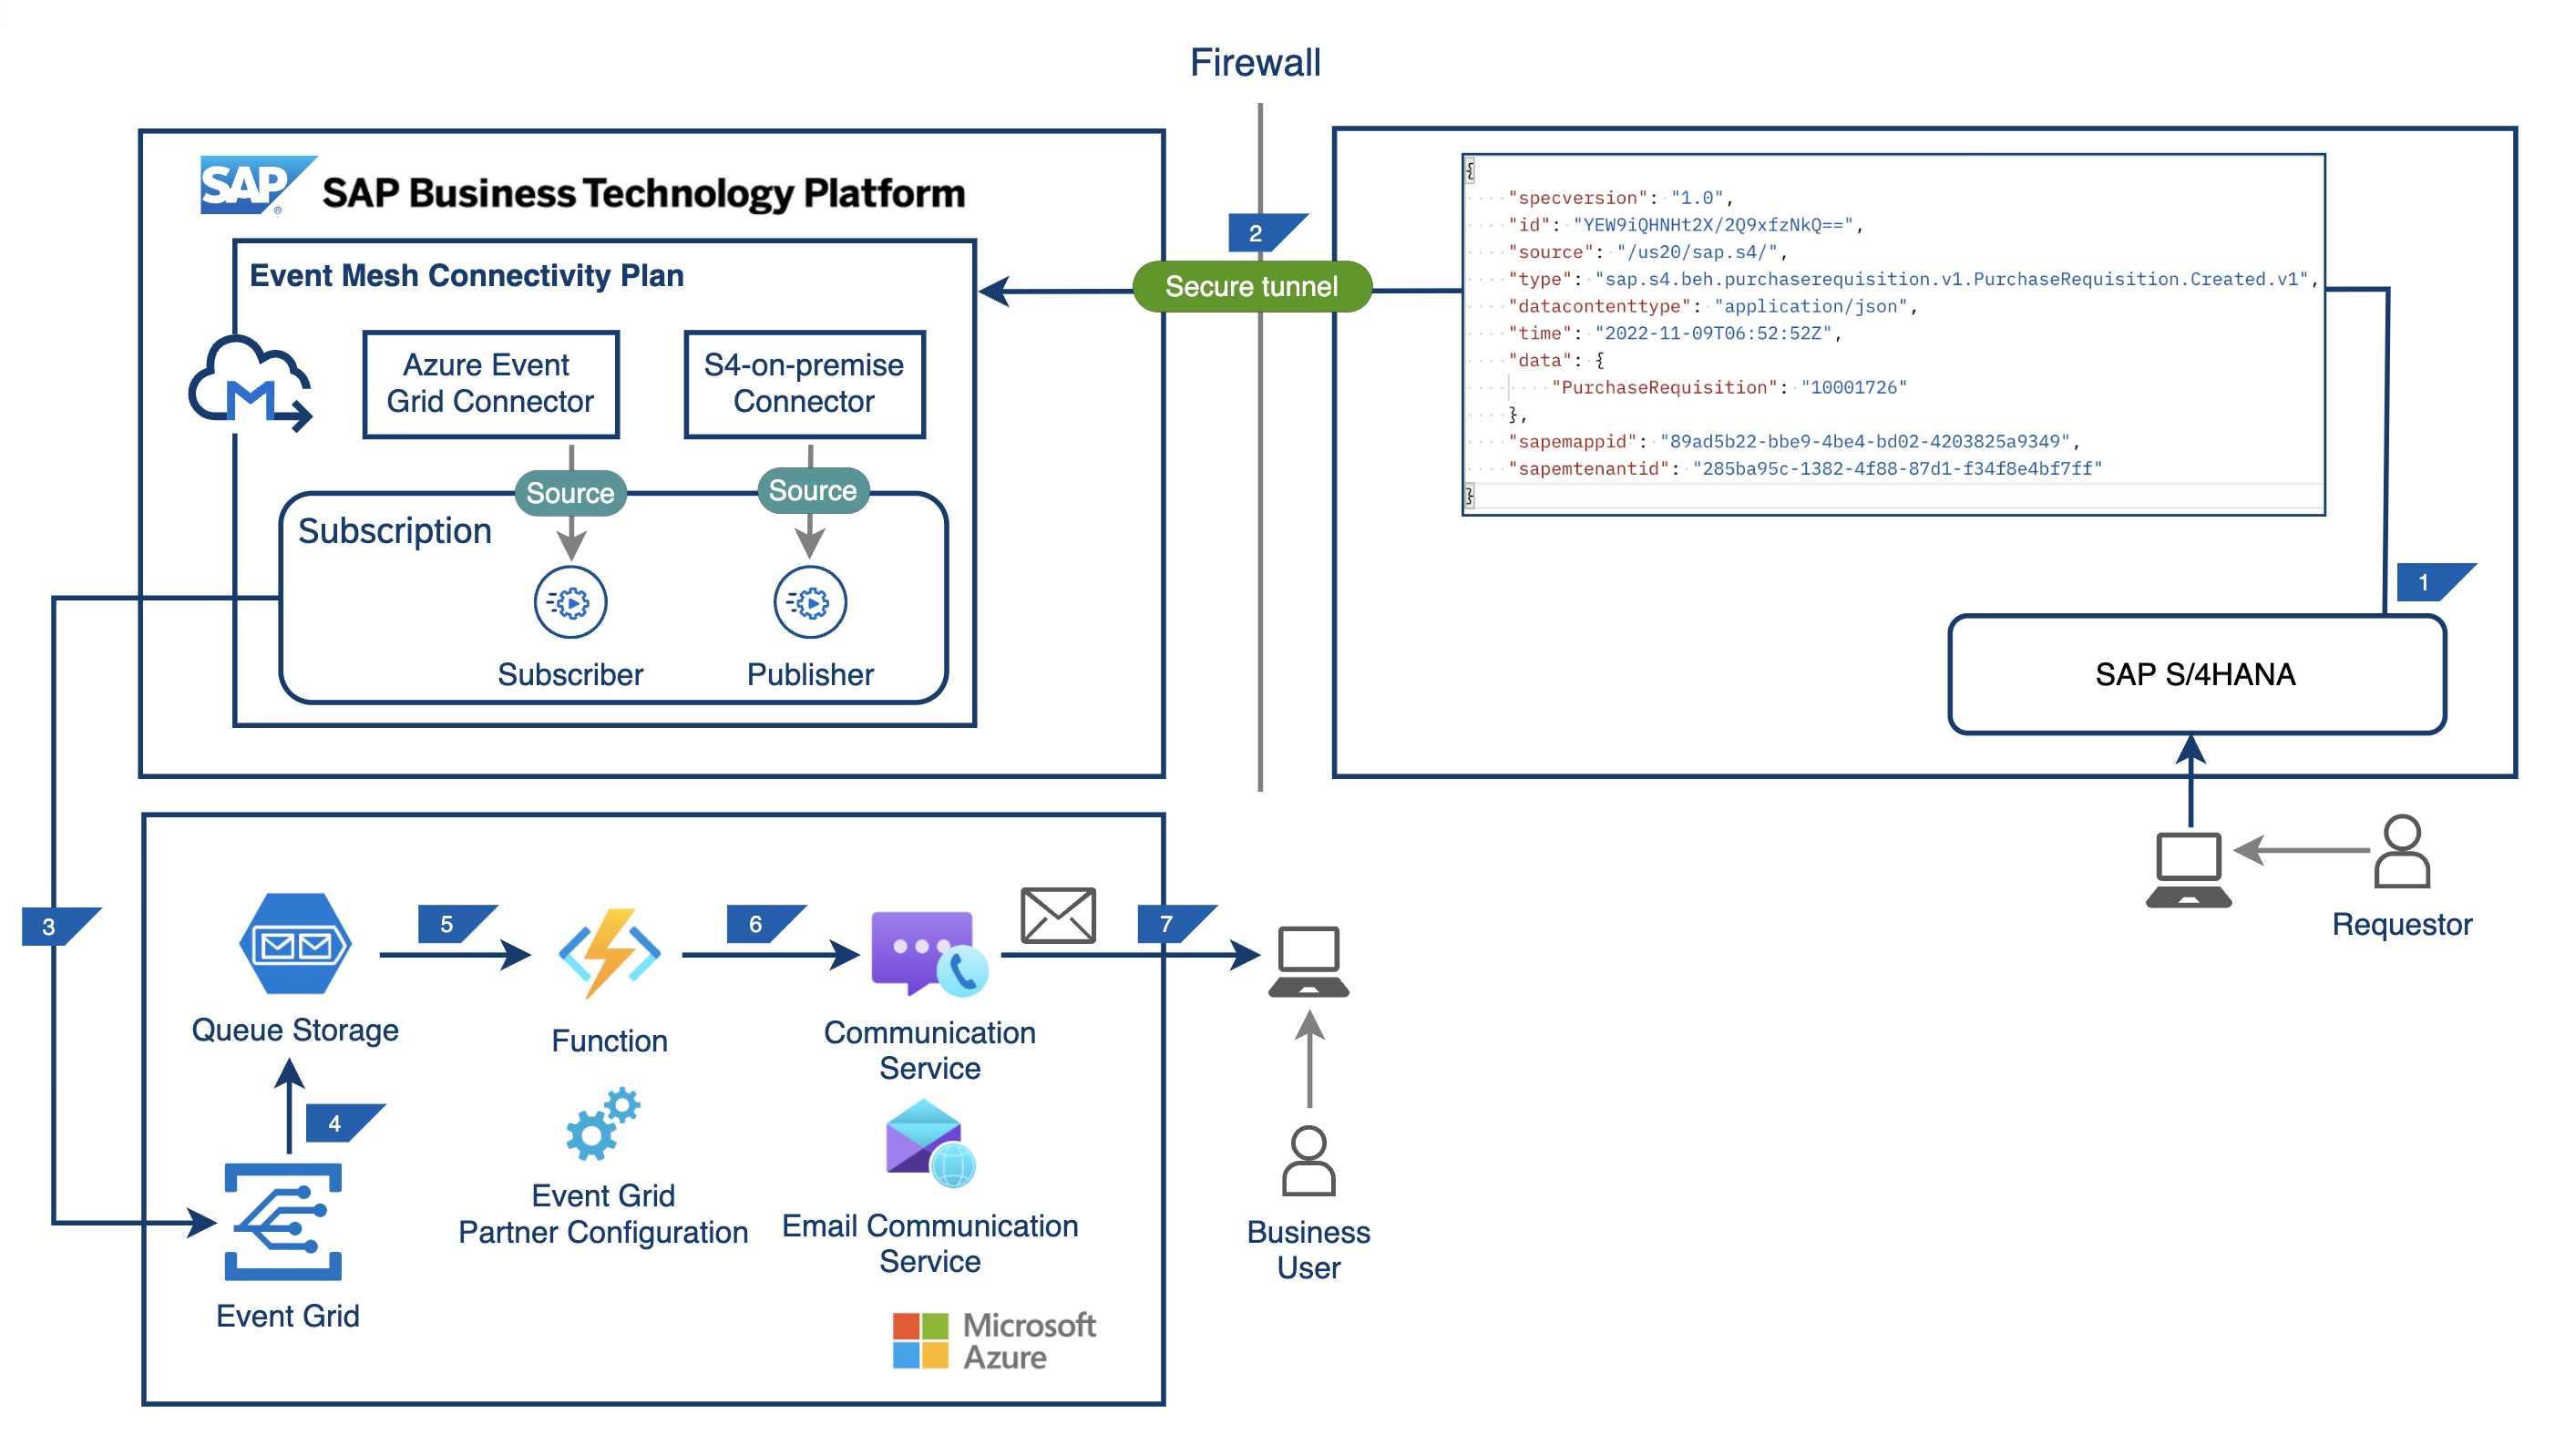 Firewall
SAP
®
SAP Business Technology Platform
Event Mesh Connectivity Plan
Azure Event
Grid Connector
S4-on-premise
Connector
Source
Source
Subscription
Subscriber
Publisher
2
Secure tunnel
{
"specversion": "1.0",
"id": "YEW9iQHNHt2X/2Q9xfzNkQ==",
"source": "/us20/sap.s4/",
"type": "sap.s4.beh.purchaserequisition.v1.PurchaseRequisition.Created.v1",
"datacontenttype": "application/json",
"time": "2022-11-09T06:52:52Z",
"data": {
"PurchaseRequisition": "10001726"
},
"sapemappid": "89ad5b22-bbe9-4be4-bd02-4203825a9349",
"sapemtenantid": "285ba95c-1382-4f88-87d1-f34f8e4bf7ff"
}
1
SAP S/4HANA
Requestor
3
5
6
7
Queue Storage
Function
Communication
Service
4
Event Grid
Event Grid
Partner Configuration
Email Communication
Service
Business
User
Microsoft
Azure